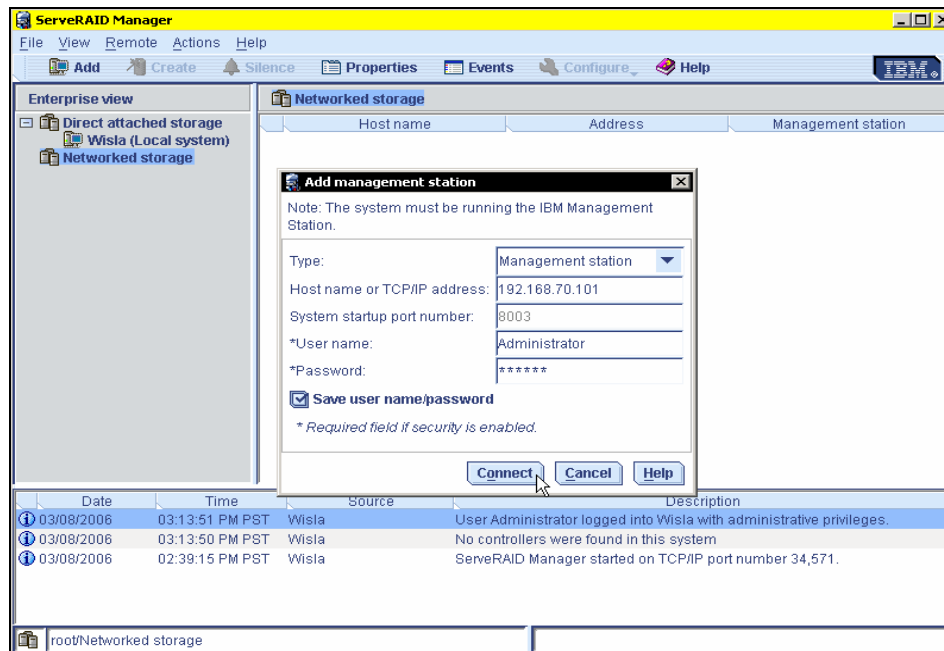 ServeRAID Manager
File View Remote Actions Help
Add Create Silence Properties Events Configure Help
IBM
Enterprise view
Direct attached storage
Wisla (Local system)
Networked storage
Networked storage
Host name Address Management station
Add management station
Note: The system must be running the IBM Management
Station.
Type: Management station
Host name or TCP/IP address: 192.168.70.101
System startup port number: 8003
*User name: Administrator
*Password: ******
Save user name/password
* Required field if security is enabled.
Connect Cancel Help
Date Time Source Description
03/08/2006 03:13:51 PM PST Wisla User Administrator logged into Wisla with administrative privileges.
03/08/2006 03:13:50 PM PST Wisla No controllers were found in this system
03/08/2006 02:39:15 PM PST Wisla ServeRAID Manager started on TCP/IP port number 34,571.
root/Networked storage